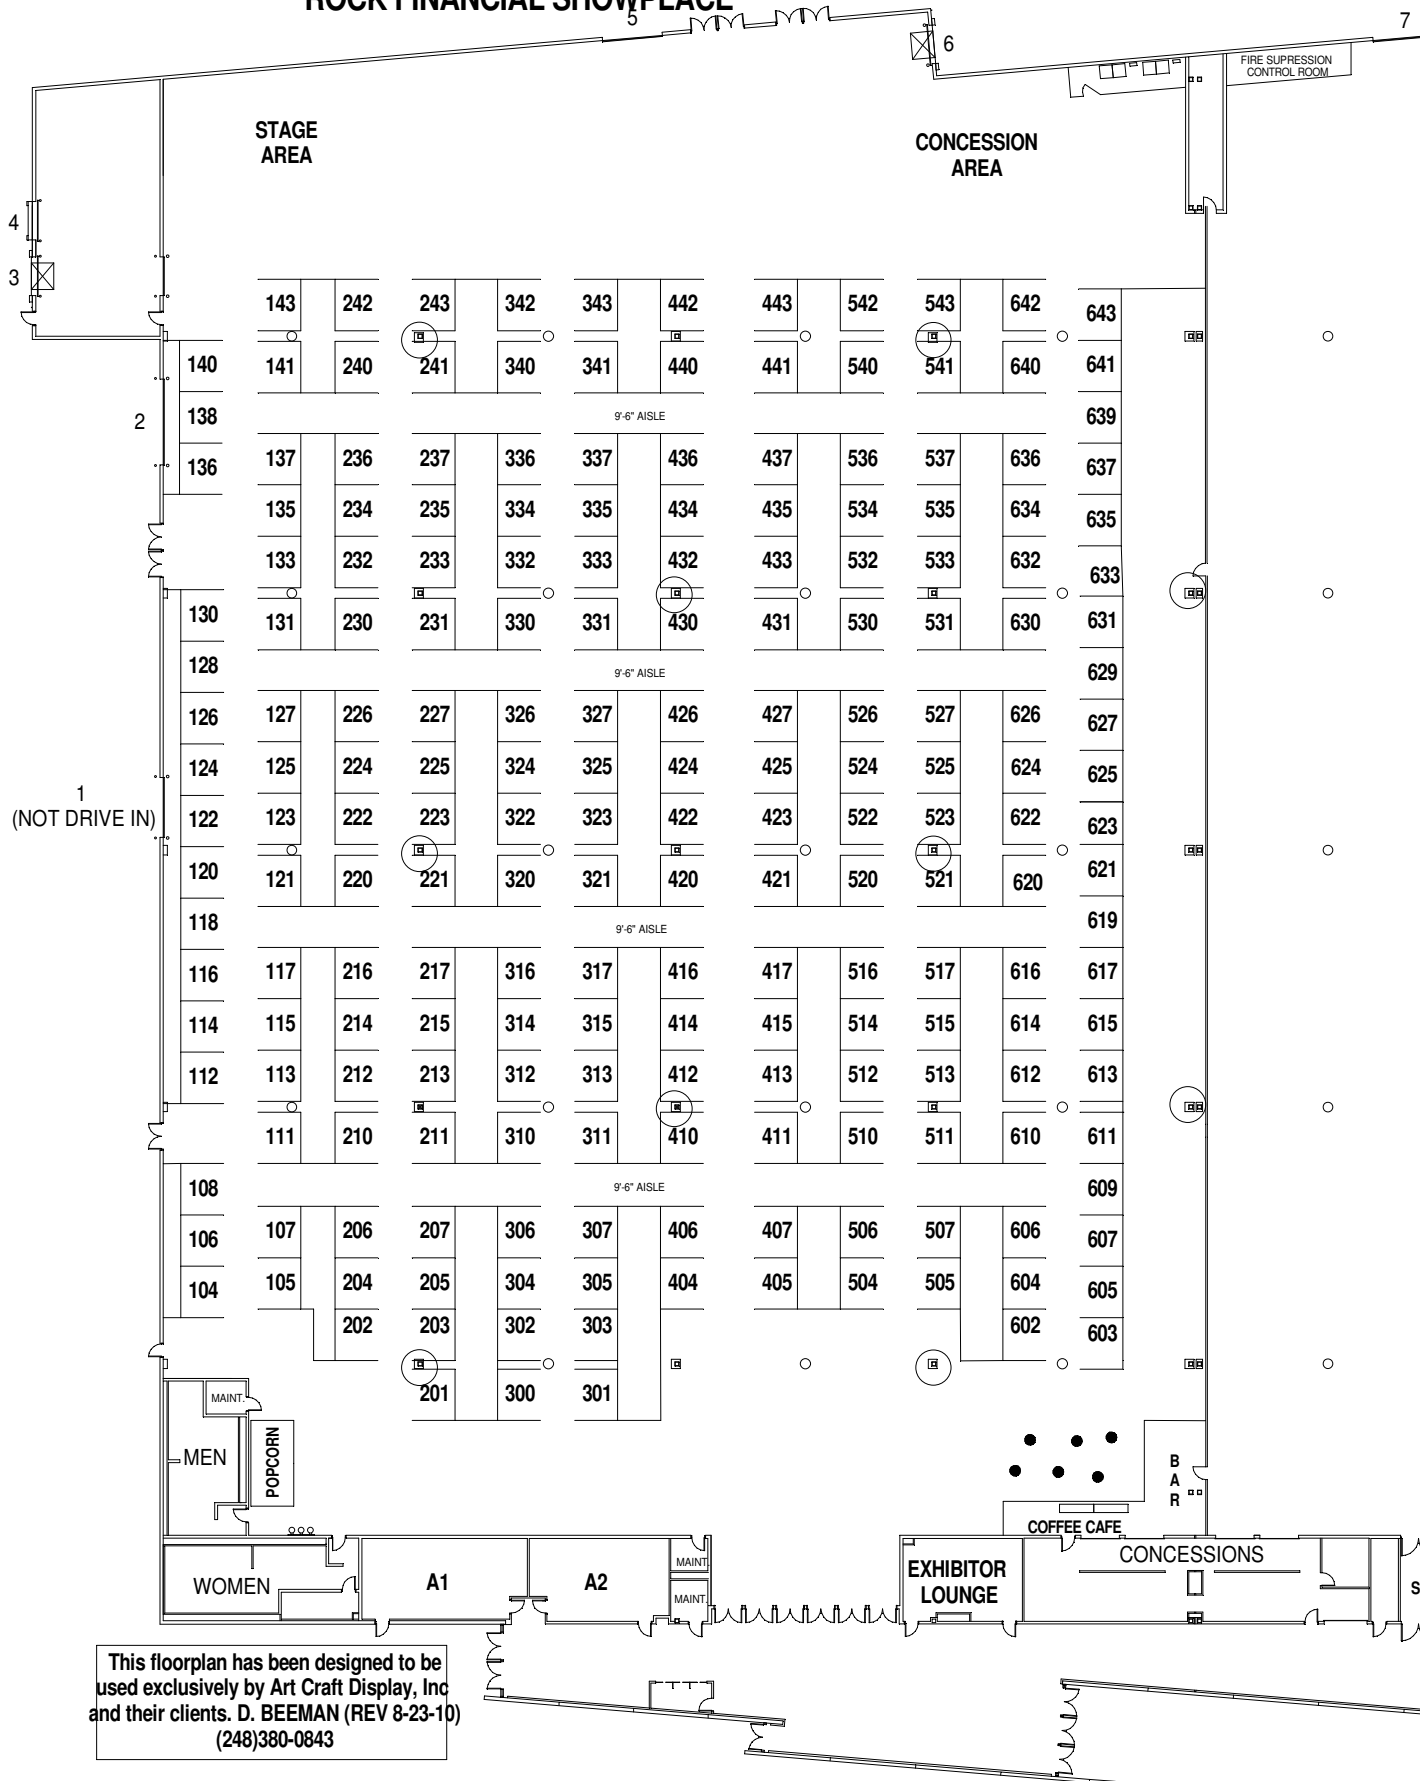 ROCK FINANCIAL SHOWPLACE
5
7
6
FIRE SUPRESSION
CONTROL ROOM
STAGE
AREA
CONCESSION
AREA
4
3
143 242 243 342 343 442 443 542 543 642 643
140 141 240 241 340 341 440 441 540 541 640 641
2 138 9'-6" AISLE 639
136 137 236 237 336 337 436 437 536 537 636 637
135 234 235 334 335 434 435 534 535 634 635
133 232 233 332 333 432 433 532 533 632 633
130 131 230 231 330 331 430 431 530 531 630 631
128 9'-6" AISLE 629
126 127 226 227 326 327 426 427 526 527 626 627
124 125 224 225 324 325 424 425 524 525 624 625
1
(NOT DRIVE IN)
122 123 222 223 322 323 422 423 522 523 622 623
120 121 220 221 320 321 420 421 520 521 620 621
118 9'-6" AISLE 619
116 117 216 217 316 317 416 417 516 517 616 617
114 115 214 215 314 315 414 415 514 515 614 615
112 113 212 213 312 313 412 413 512 513 612 613
111 210 211 310 311 410 411 510 511 610 611
108 9'-6" AISLE 609
106 107 206 207 306 307 406 407 506 507 606 607
104 105 204 205 304 305 404 405 504 505 604 605
202 203 302 303 602 603
201 300 301
MAINT.
MEN
POPCORN
BAR
COFFEE CAFE
WOMEN
A1
A2
MAINT.
MAINT.
EXHIBITOR
LOUNGE
CONCESSIONS
S
This floorplan has been designed to be
used exclusively by Art Craft Display, Inc
and their clients. D. BEEMAN (REV 8-23-10)
(248)380-0843